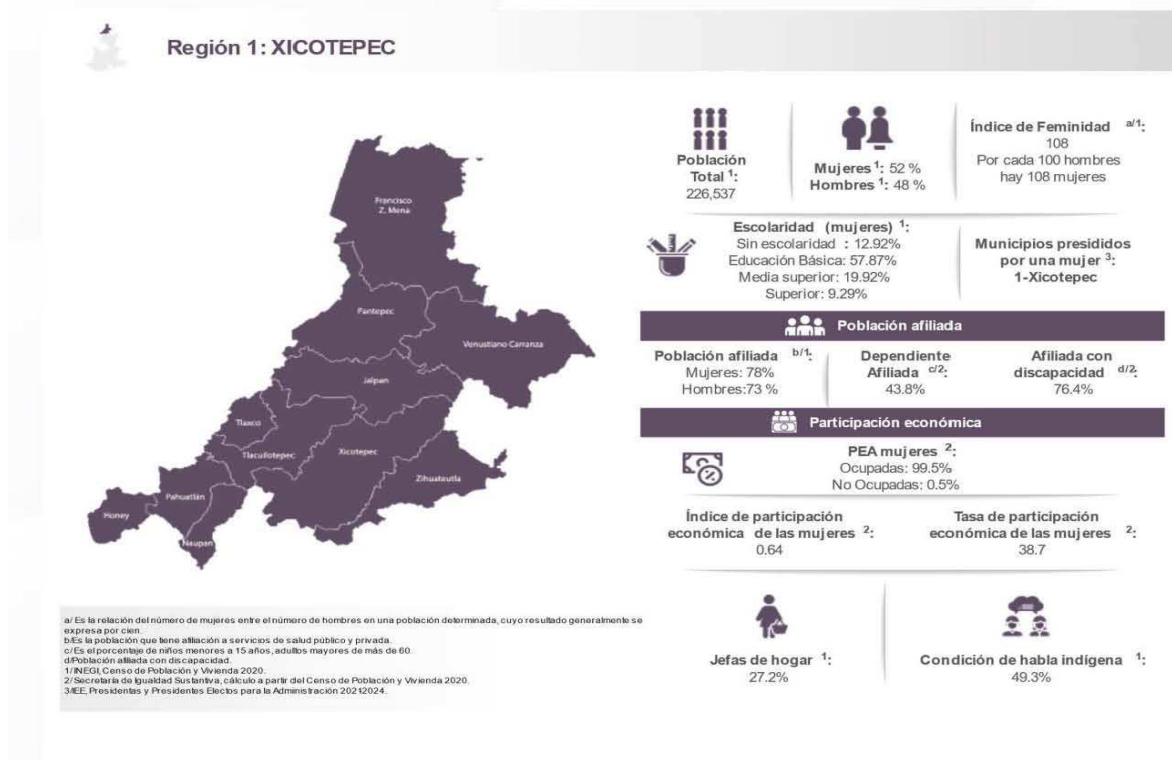 Región 1: XICOTEPEC
Francisco
Z. Mena
Pantepec
Venustiano Carranza
Jalpan
Tlaxco
Tlacuilotepec
Xicotepec
Zihuateutla
Pahuatlán
Honey
Naupan
Población
Total ¹:
226,537
Mujeres ¹: 52 %
Hombres ¹: 48 %
Índice de Feminidad a/1:
108
Por cada 100 hombres
hay 108 mujeres
Escolaridad (mujeres) ¹:
Sin escolaridad : 12.92%
Educación Básica: 57.87%
Media superior: 19.92%
Superior: 9.29%
Municipios presididos
por una mujer ³:
1-Xicotepec
Población afiliada
Población afiliada b/1:
Mujeres: 78%
Hombres:73 %
Dependiente
Afiliada c/2:
43.8%
Afiliada con
discapacidad d/2:
76.4%
Participación económica
PEA mujeres ²:
Ocupadas: 99.5%
No Ocupadas: 0.5%
Índice de participación
económica de las mujeres ²:
0.64
Tasa de participación
económica de las mujeres ²:
38.7
Jefas de hogar ¹:
27.2%
Condición de habla indígena ¹:
49.3%
a/ Es la relación del número de mujeres entre el número de hombres en una población determinada, cuyo resultado generalmente se
expresa por cien.
b/Es la población que tiene afiliación a servicios de salud público y privada.
c/Es el porcentaje de niños menores a 15 años, adultos mayores de más de 60.
d/Población afiliada con discapacidad.
1/INEGI, Censo de Población y Vivienda 2020.
2/Secretaría de Igualdad Sustantiva, cálculo a partir del Censo de Población y Vivienda 2020.
3/IEE, Presidentas y Presidentes Electos para la Administración 20212024.